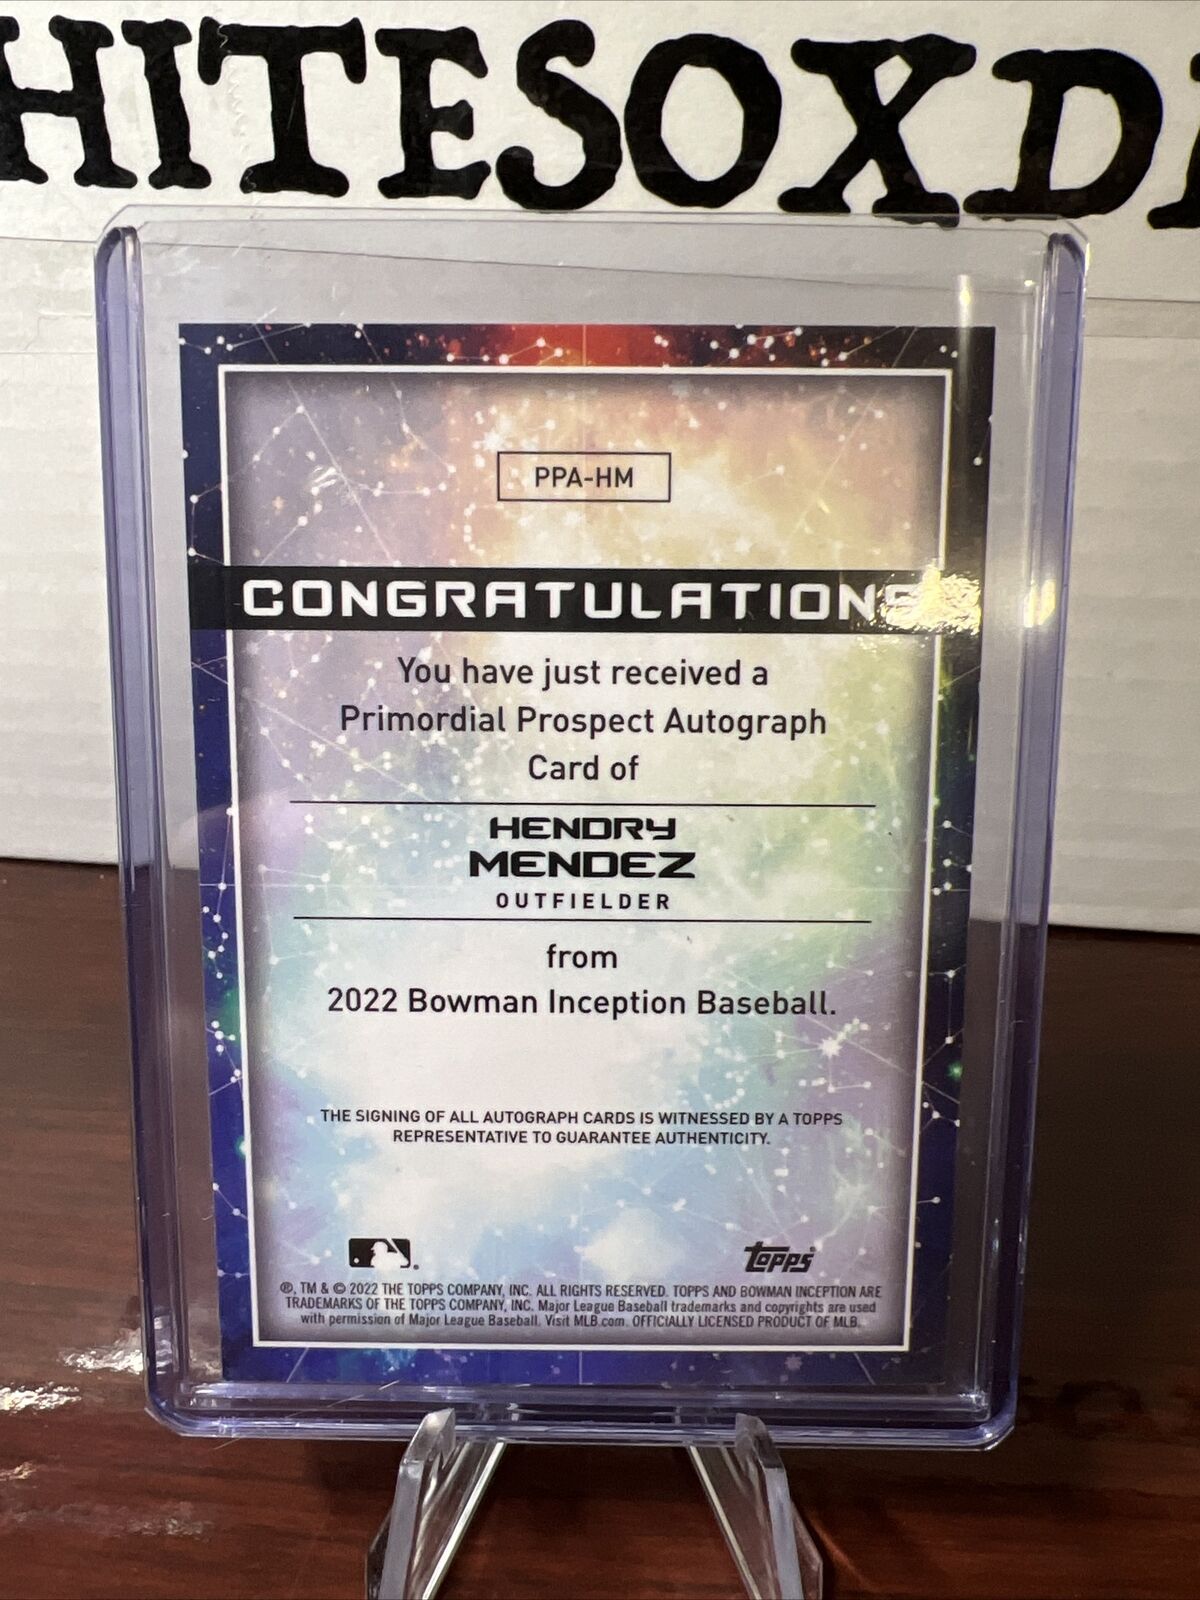 HITESOXD
PPA-HM
CONGRATULATIONS
You have just received a
Primordial Prospect Autograph
Card of
HENDRY
MENDEZ
OUTFIELDER
from
2022 Bowman Inception Baseball.
THE SIGNING OF ALL AUTOGRAPH CARDS IS WITNESSED BY A TOPPS
REPRESENTATIVE TO GUARANTEE AUTHENTICITY.
topps
®, TM & © 2022 THE TOPPS COMPANY, INC. ALL RIGHTS RESERVED. TOPPS AND BOWMAN INCEPTION ARE
TRADEMARKS OF THE TOPPS COMPANY, INC. Major League Baseball trademarks and copyrights are used
with permission of Major League Baseball. Visit MLB.com. OFFICIALLY LICENSED PRODUCT OF MLB.